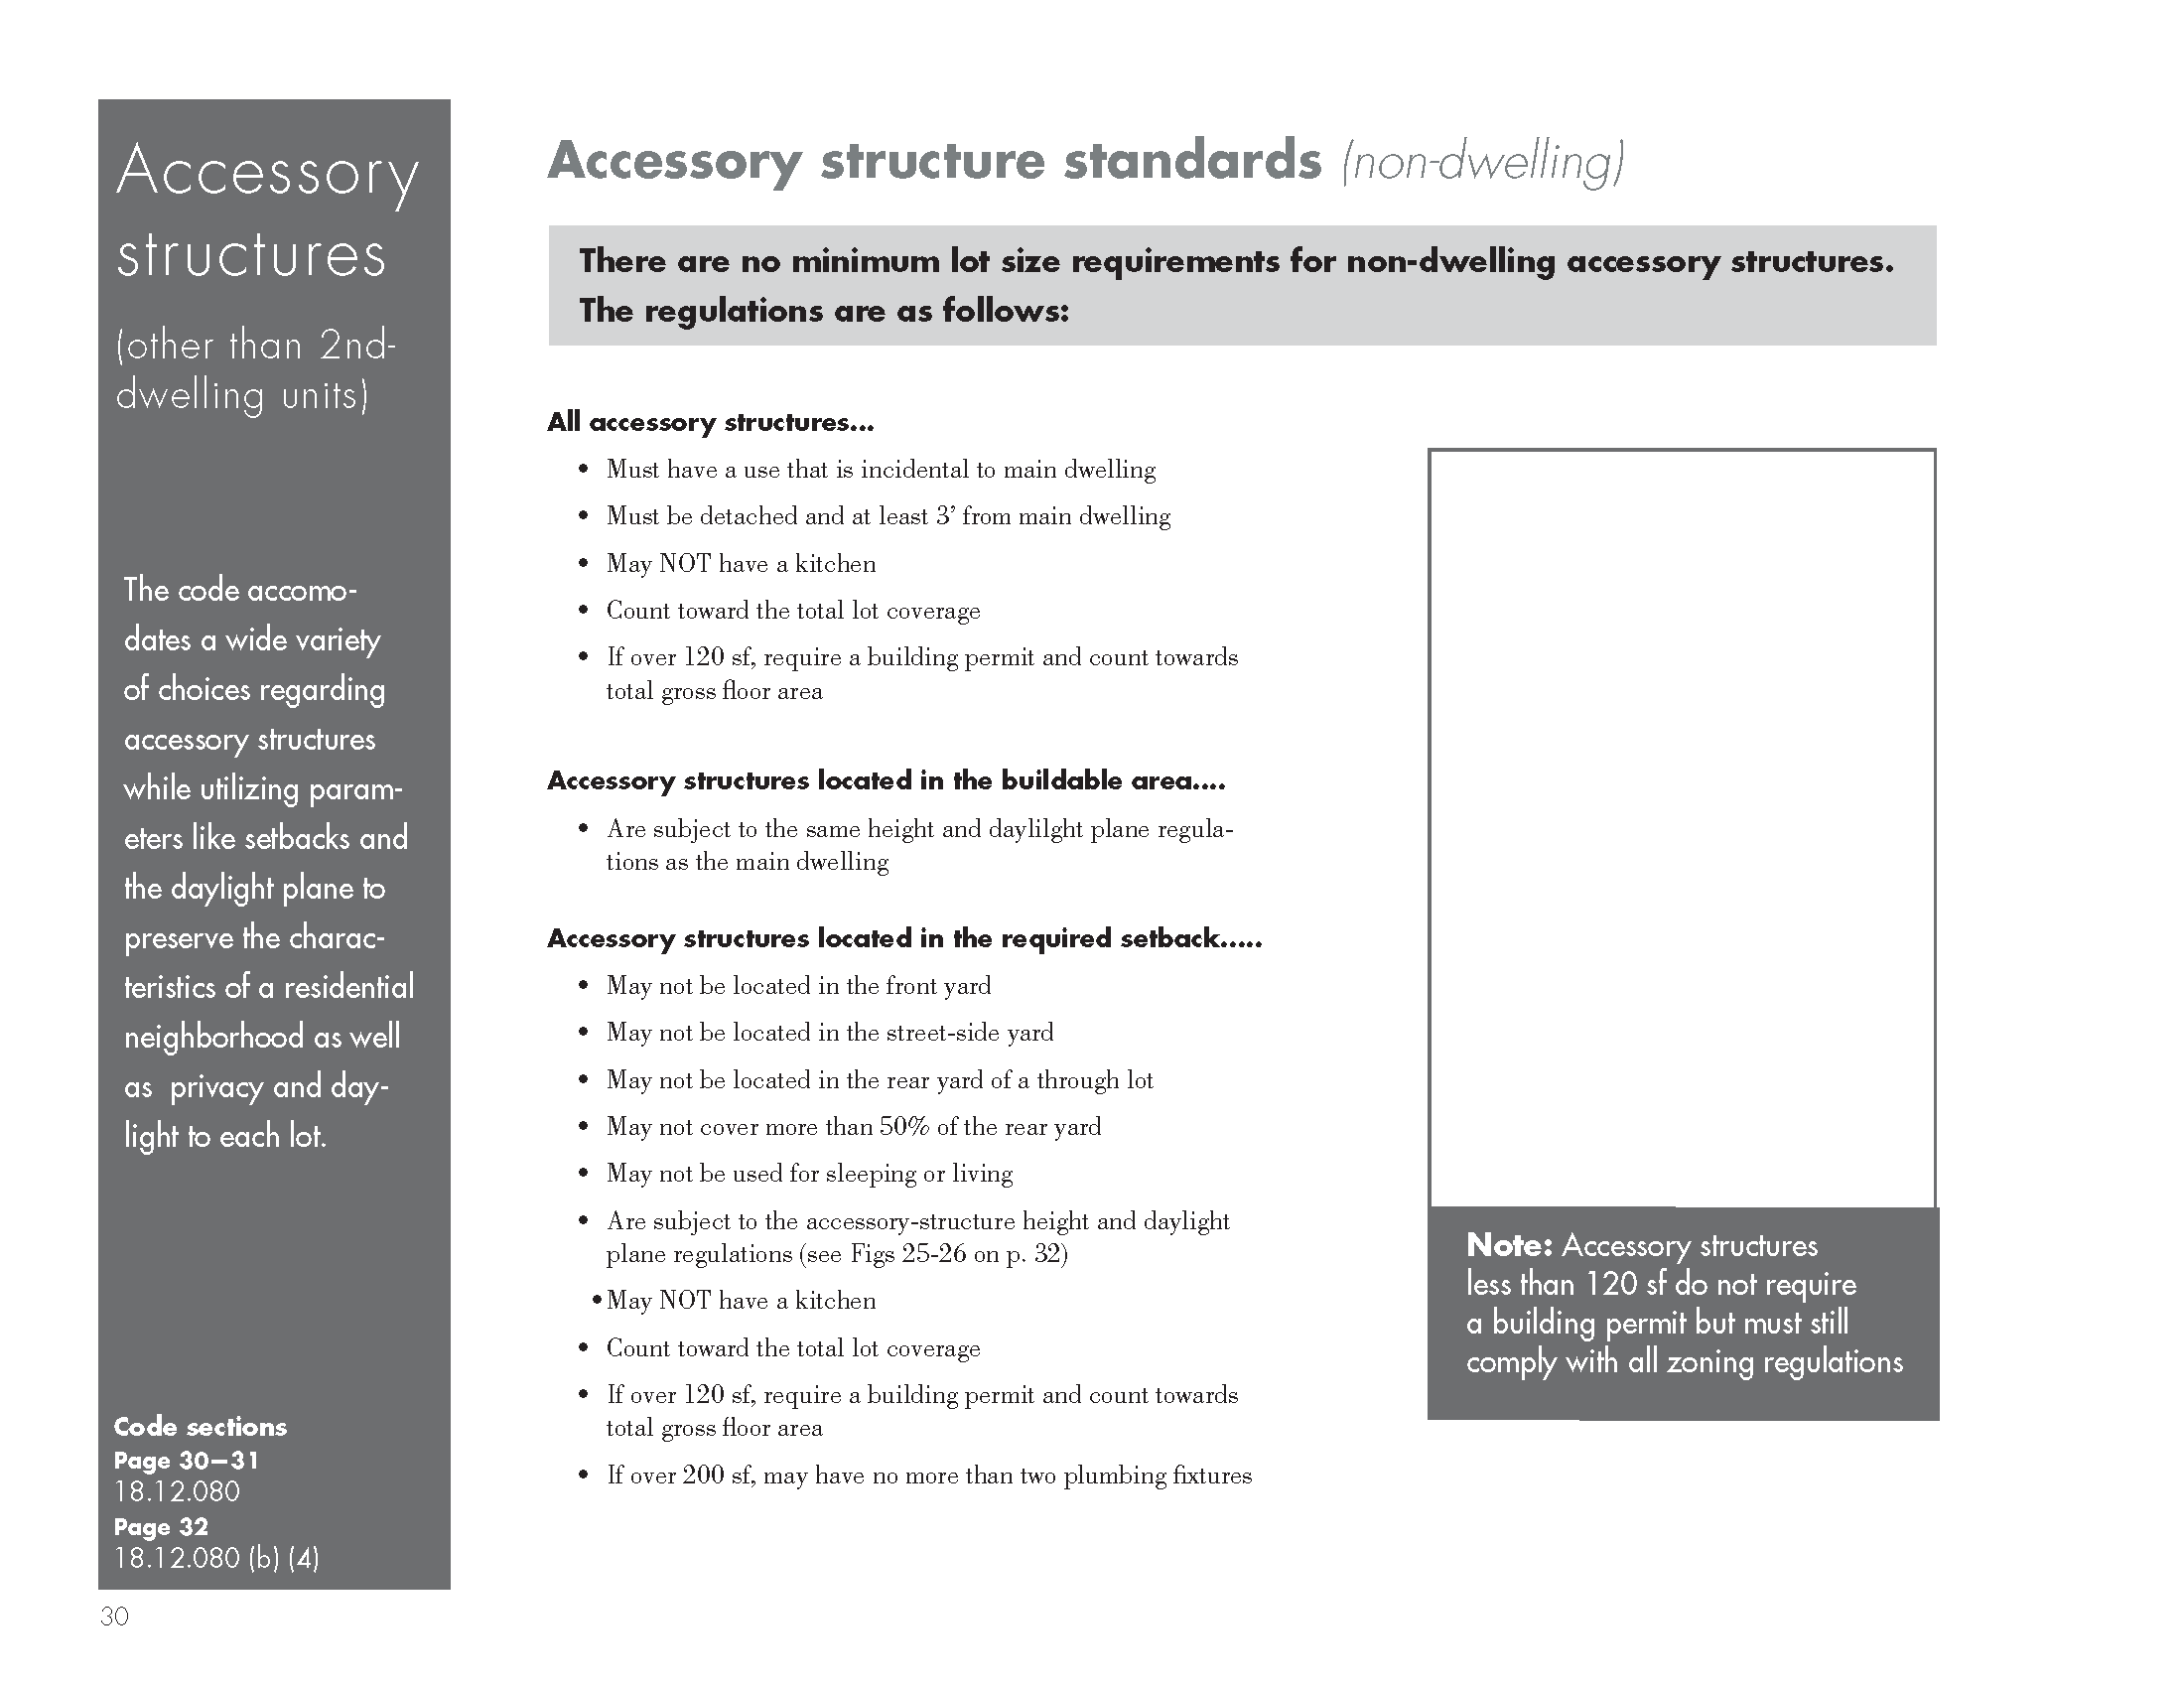 Accessory
structures
(other than 2nd-
dwelling units)
The code accomo-
dates a wide variety
of choices regarding
accessory structures
while utilizing param-
eters like setbacks and
the daylight plane to
preserve the charac-
teristics of a residential
neighborhood as well
as  privacy and day-
light to each lot.
Code sections
Page 30–31
18.12.080
Page 32
18.12.080 (b) (4)
30
Accessory structure standards (non-dwelling)
There are no minimum lot size requirements for non-dwelling accessory structures.
The regulations are as follows:
All accessory structures...
• Must have a use that is incidental to main dwelling
• Must be detached and at least 3’ from main dwelling
• May NOT have a kitchen
• Count toward the total lot coverage
• If over 120 sf, require a building permit and count towards
total gross floor area
Accessory structures located in the buildable area....
• Are subject to the same height and daylilght plane regula-
tions as the main dwelling
Accessory structures located in the required setback.....
• May not be located in the front yard
• May not be located in the street-side yard
• May not be located in the rear yard of a through lot
• May not cover more than 50% of the rear yard
• May not be used for sleeping or living
• Are subject to the accessory-structure height and daylight
plane regulations (see Figs 25-26 on p. 32)
•May NOT have a kitchen
• Count toward the total lot coverage
• If over 120 sf, require a building permit and count towards
total gross floor area
• If over 200 sf, may have no more than two plumbing fixtures
Note: Accessory structures
less than 120 sf do not require
a building permit but must still
comply with all zoning regulations